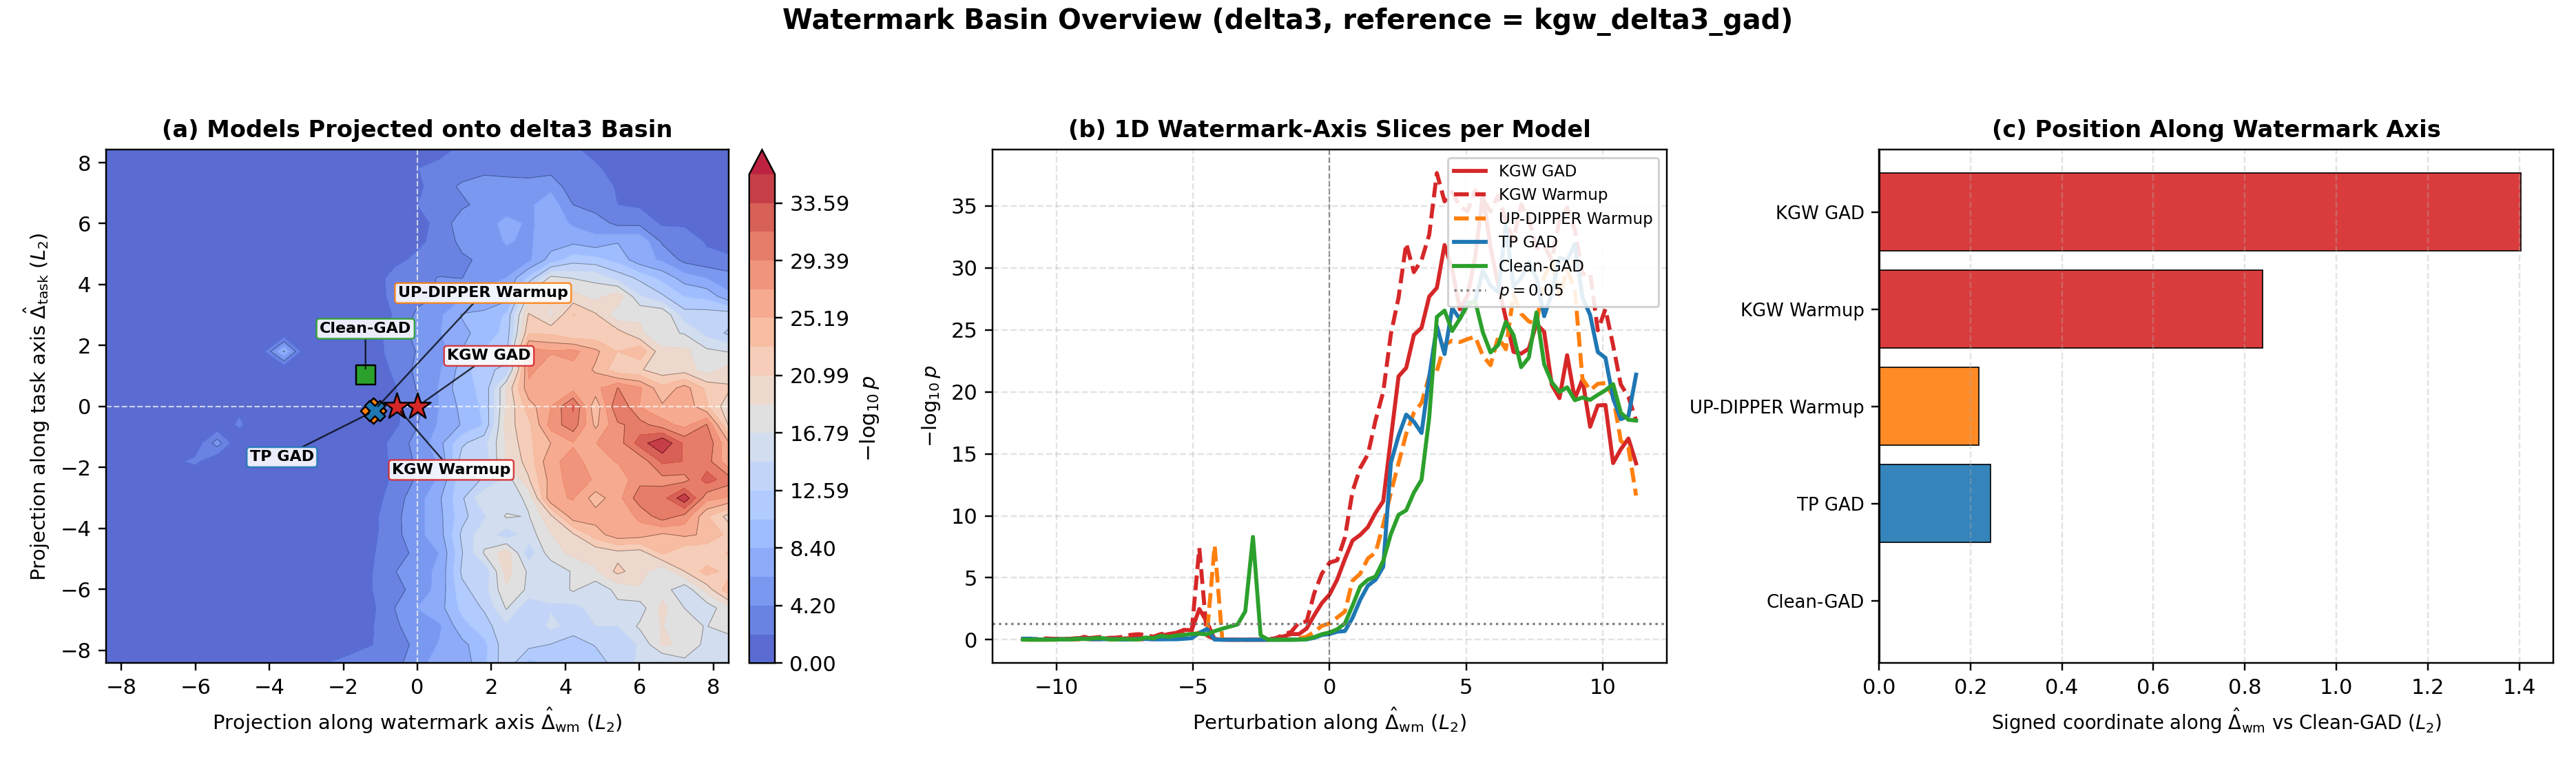 Watermark Basin Overview (delta3, reference = kgw_delta3_gad)
(a) Models Projected onto delta3 Basin
Projection along task axis Δ̂_task (L₂)
8
6
4
2
0
−2
−4
−6
−8
UP-DIPPER Warmup
Clean-GAD
KGW GAD
TP GAD
KGW Warmup
−8 −6 −4 −2 0 2 4 6 8
Projection along watermark axis Δ̂_wm (L₂)
33.59
29.39
25.19
20.99
16.79
12.59
8.40
4.20
0.00
−log₁₀ p
(b) 1D Watermark-Axis Slices per Model
−log₁₀ p
35
30
25
20
15
10
5
0
KGW GAD
KGW Warmup
UP-DIPPER Warmup
TP GAD
Clean-GAD
p = 0.05
−10 −5 0 5 10
Perturbation along Δ̂_wm (L₂)
(c) Position Along Watermark Axis
KGW GAD
KGW Warmup
UP-DIPPER Warmup
TP GAD
Clean-GAD
0.0 0.2 0.4 0.6 0.8 1.0 1.2 1.4
Signed coordinate along Δ̂_wm vs Clean-GAD (L₂)